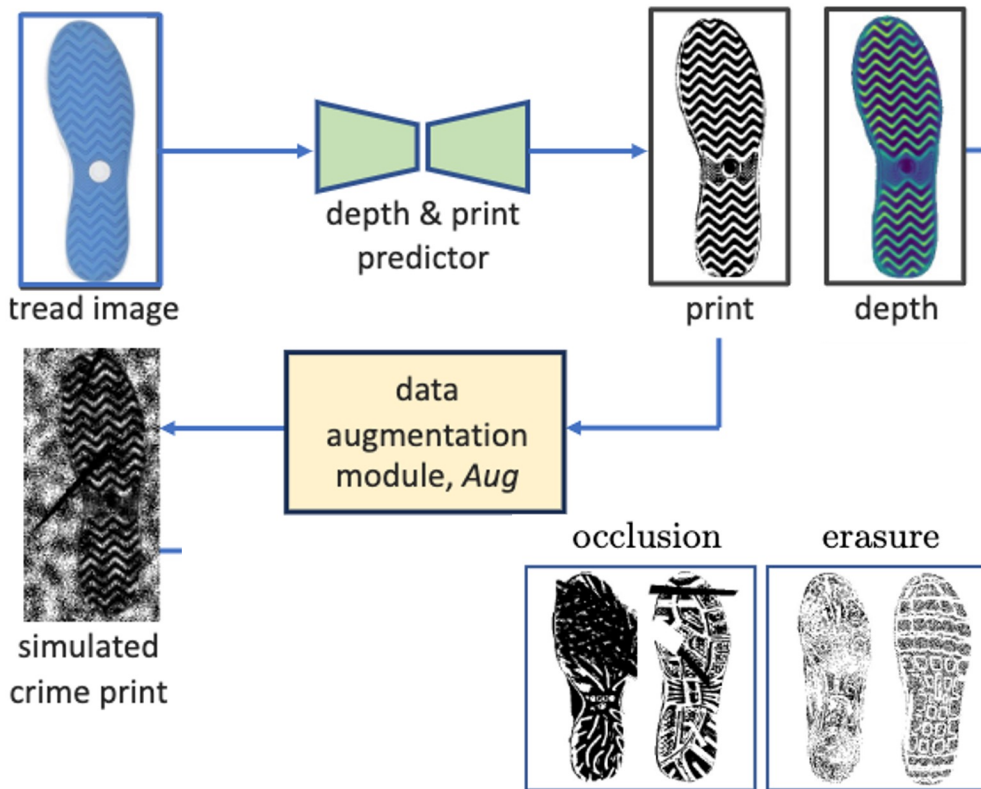 tread image
depth & print
predictor
print
depth
data
augmentation
module, Aug
simulated
crime print
occlusion
erasure